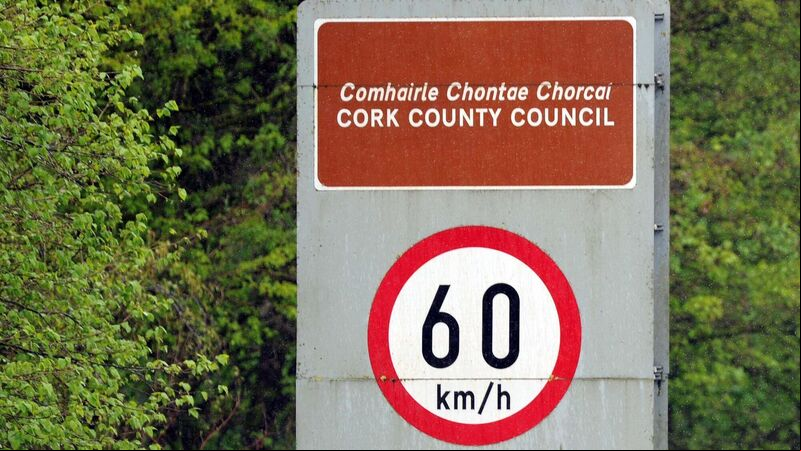 Comhairle Chontae Chorcaí
CORK COUNTY COUNCIL
60
km/h